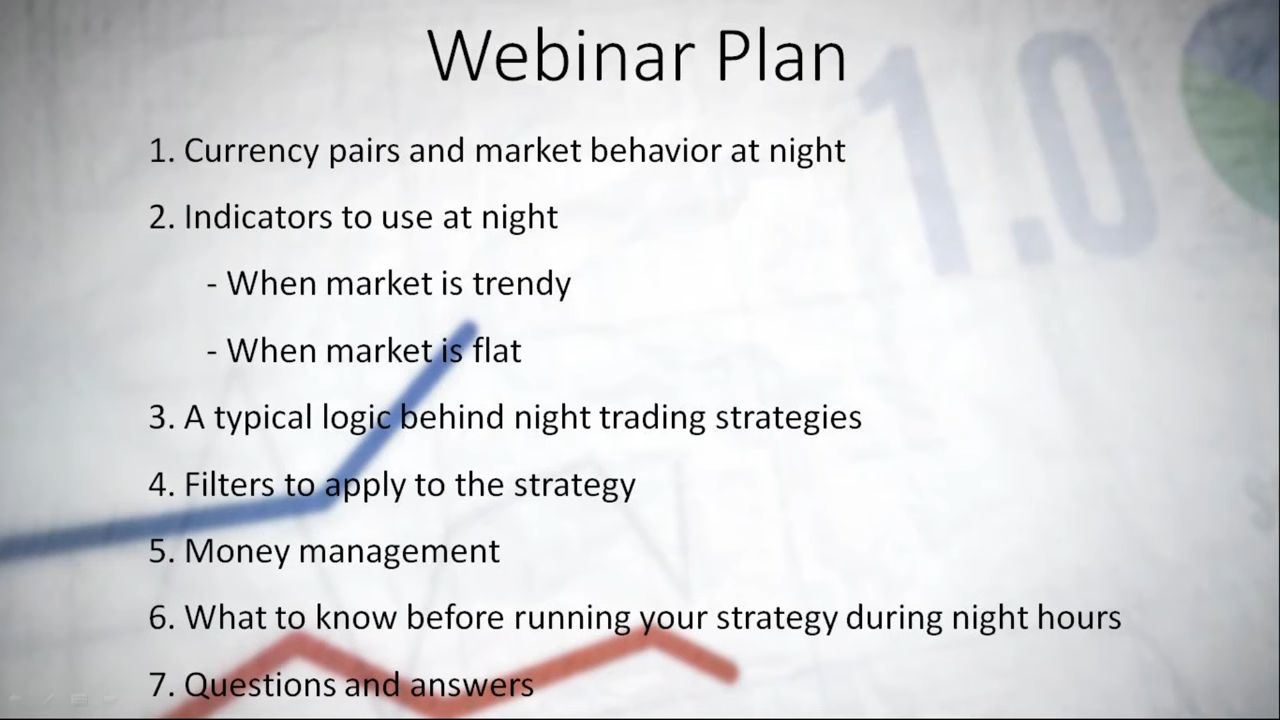 Webinar Plan
1.0
1. Currency pairs and market behavior at night
2. Indicators to use at night
- When market is trendy
- When market is flat
3. A typical logic behind night trading strategies
4. Filters to apply to the strategy
5. Money management
6. What to know before running your strategy during night hours
7. Questions and answers